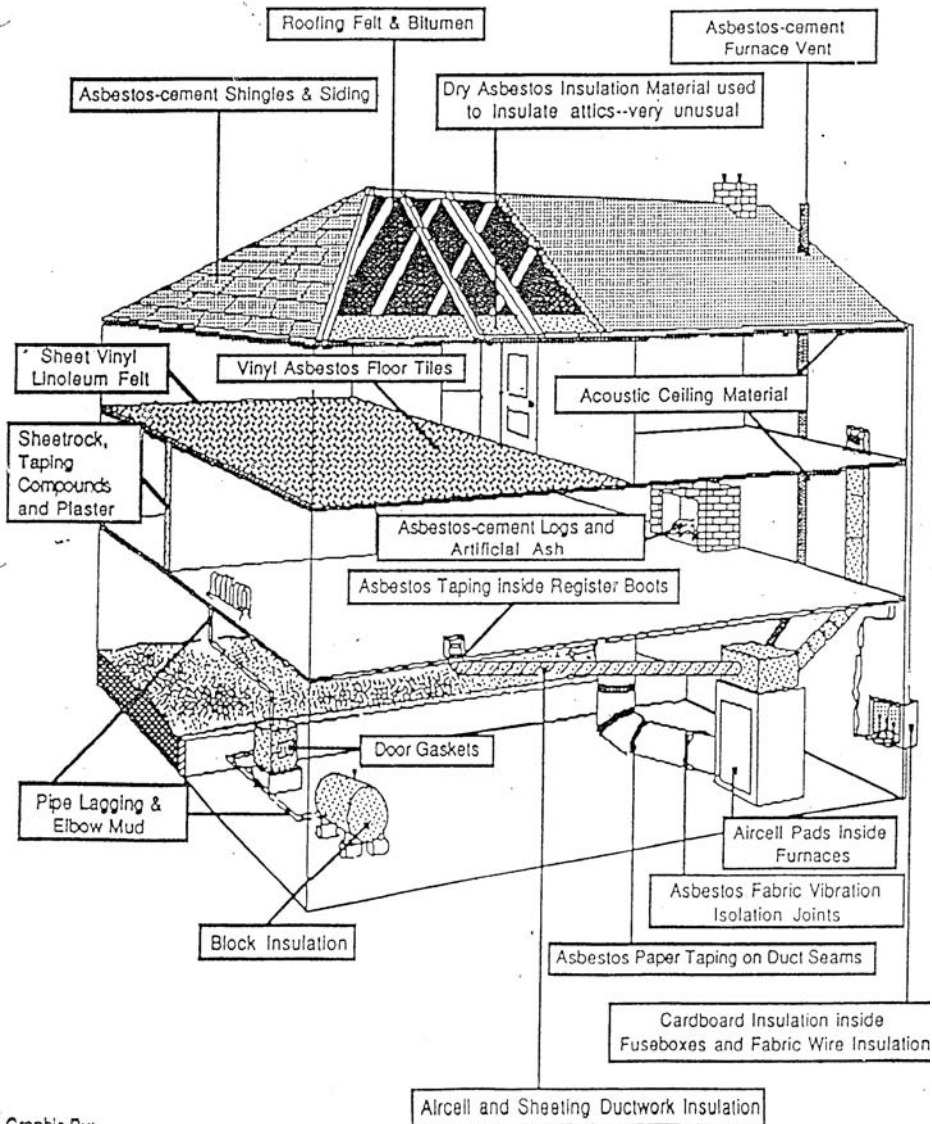 Roofing Felt & Bitumen
Asbestos-cement
Furnace Vent
Asbestos-cement Shingles & Siding
Dry Asbestos Insulation Material used
to Insulate attics--very unusual
Sheet Vinyl
Linoleum Felt
Vinyl Asbestos Floor Tiles
Acoustic Ceiling Material
Sheetrock,
Taping
Compounds
and Plaster
Asbestos-cement Logs and
Artificial Ash
Asbestos Taping inside Register Boots
Door Gaskets
Pipe Lagging &
Elbow Mud
Aircell Pads Inside
Furnaces
Asbestos Fabric Vibration
Isolation Joints
Block Insulation
Asbestos Paper Taping on Duct Seams
Cardboard Insulation inside
Fuseboxes and Fabric Wire Insulation
Aircell and Sheeting Ductwork Insulation